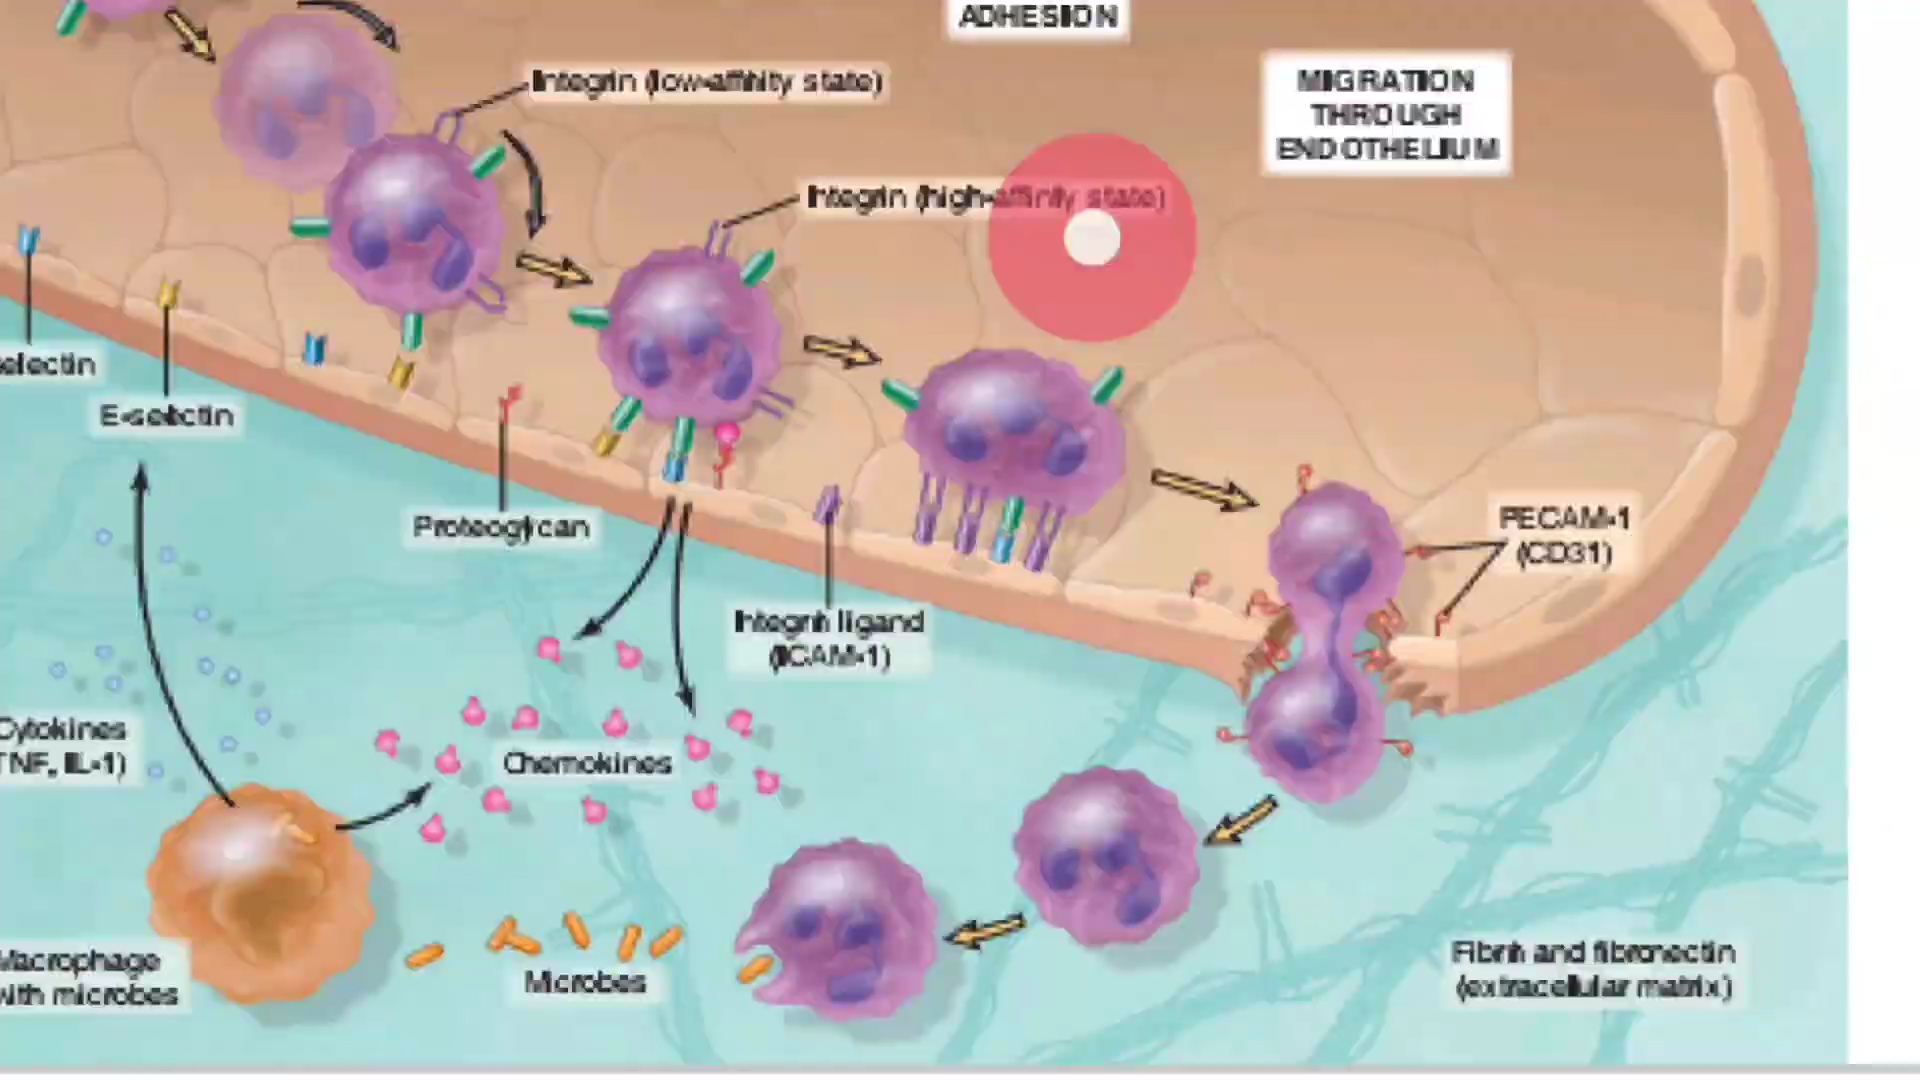 ADHESION
Integrin (low-affinity state)
MIGRATION
THROUGH
ENDOTHELIUM
Integrin (high-affinity state)
electin
E-selectin
Proteoglycan
PECAM-1
(CD31)
Integrin ligand
(ICAM-1)
Cytokines
TNF, IL-1)
Chemokines
Macrophage
with microbes
Microbes
Fibrin and fibronectin
(extracellular matrix)